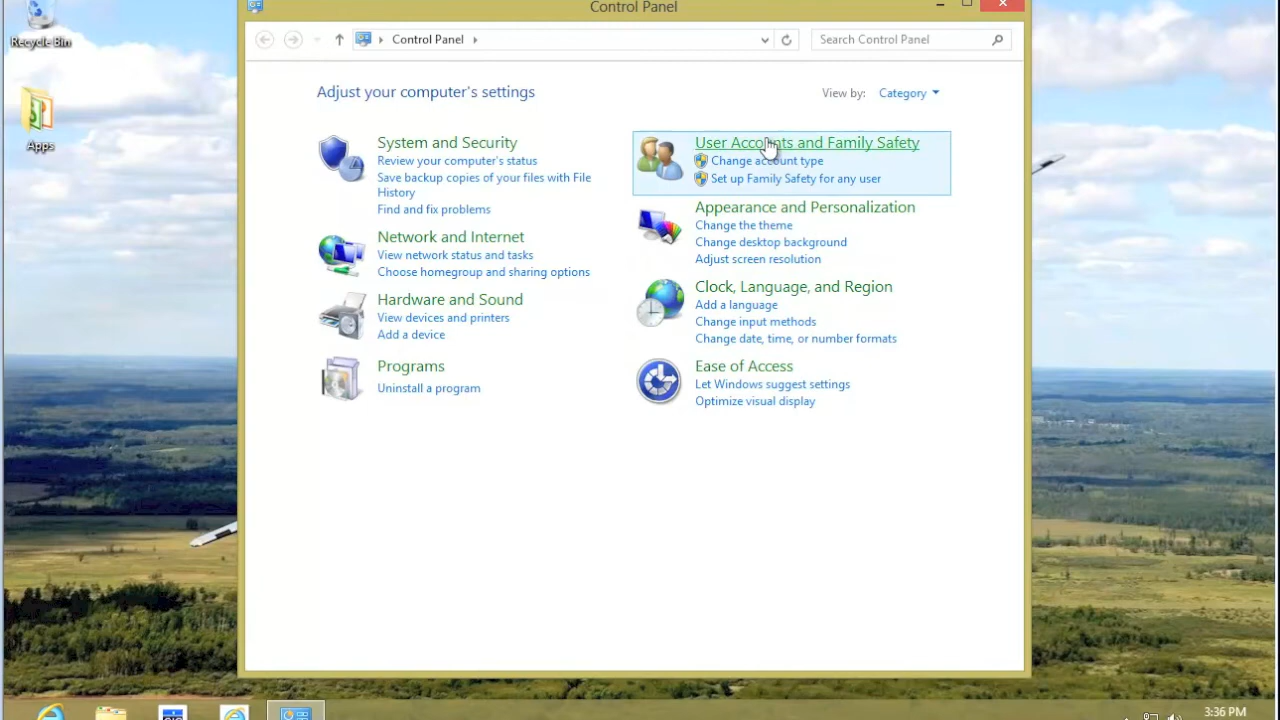 Control Panel
Recycle Bin
Control Panel
Search Control Panel
Adjust your computer's settings
View by: Category
Apps
System and Security
Review your computer's status
Save backup copies of your files with File
History
Find and fix problems
Network and Internet
View network status and tasks
Choose homegroup and sharing options
Hardware and Sound
View devices and printers
Add a device
Programs
Uninstall a program
User Accounts and Family Safety
Change account type
Set up Family Safety for any user
Appearance and Personalization
Change the theme
Change desktop background
Adjust screen resolution
Clock, Language, and Region
Add a language
Change input methods
Change date, time, or number formats
Ease of Access
Let Windows suggest settings
Optimize visual display
3:36 PM